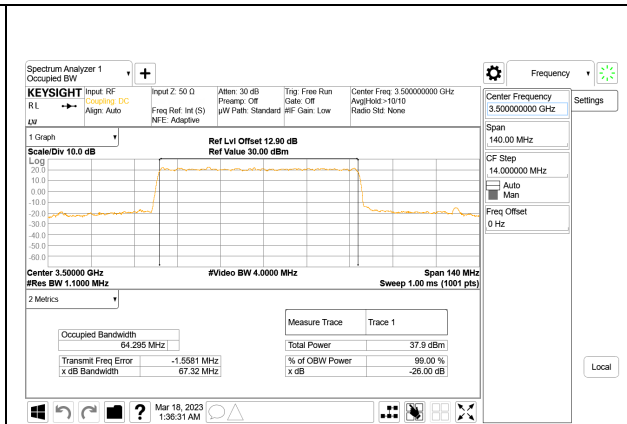 Spectrum Analyzer 1
Occupied BW
Frequency
KEYSIGHT
RL
LXI
Input: RF
Coupling: DC
Align: Auto
Input Z: 50 Ω
Freq Ref: Int (S)
NFE: Adaptive
Atten: 30 dB
Preamp: Off
µW Path: Standard
Trig: Free Run
Gate: Off
#IF Gain: Low
Center Freq: 3.500000000 GHz
Avg|Hold:>10/10
Radio Std: None
Center Frequency
3.500000000 GHz
Settings
Span
140.00 MHz
CF Step
14.000000 MHz
Auto
Man
Freq Offset
0 Hz
1 Graph
Scale/Div 10.0 dB
Ref Lvl Offset 12.90 dB
Ref Value 30.00 dBm
Log
20.0
10.0
0.00
-10.0
-20.0
-30.0
-40.0
-50.0
-60.0
Center 3.50000 GHz
#Video BW 4.0000 MHz
Span 140 MHz
#Res BW 1.1000 MHz
Sweep 1.00 ms (1001 pts)
2 Metrics
Measure Trace Trace 1
Occupied Bandwidth
64.295 MHz
Total Power 37.9 dBm
Transmit Freq Error -1.5581 MHz
% of OBW Power 99.00 %
x dB Bandwidth 67.32 MHz
x dB -26.00 dB
Local
Mar 18, 2023
1:36:31 AM